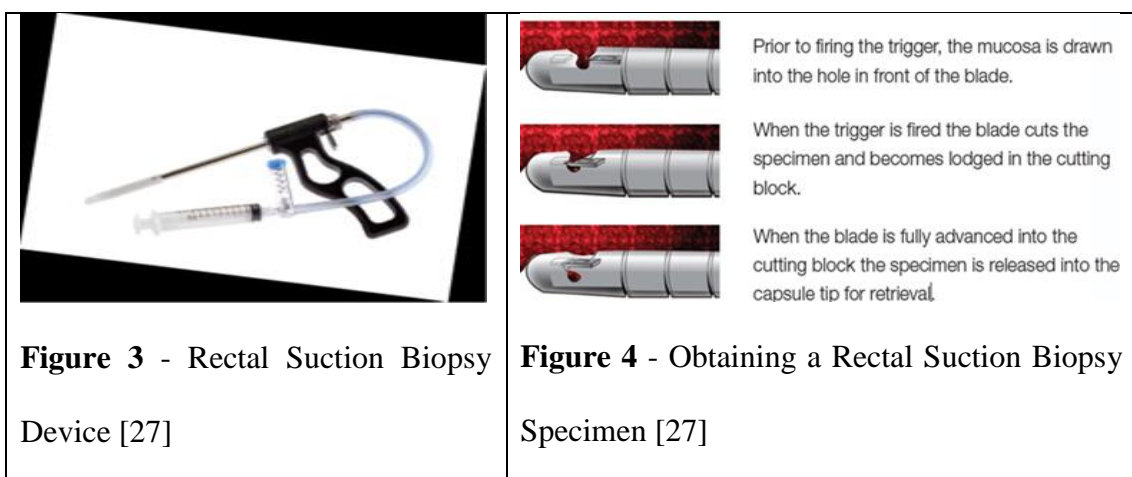 Prior to firing the trigger, the mucosa is drawn
into the hole in front of the blade.
When the trigger is fired the blade cuts the
specimen and becomes lodged in the cutting
block.
When the blade is fully advanced into the
cutting block the specimen is released into the
capsule tip for retrieval.
Figure 3 - Rectal Suction Biopsy
Device [27]
Figure 4 - Obtaining a Rectal Suction Biopsy
Specimen [27]